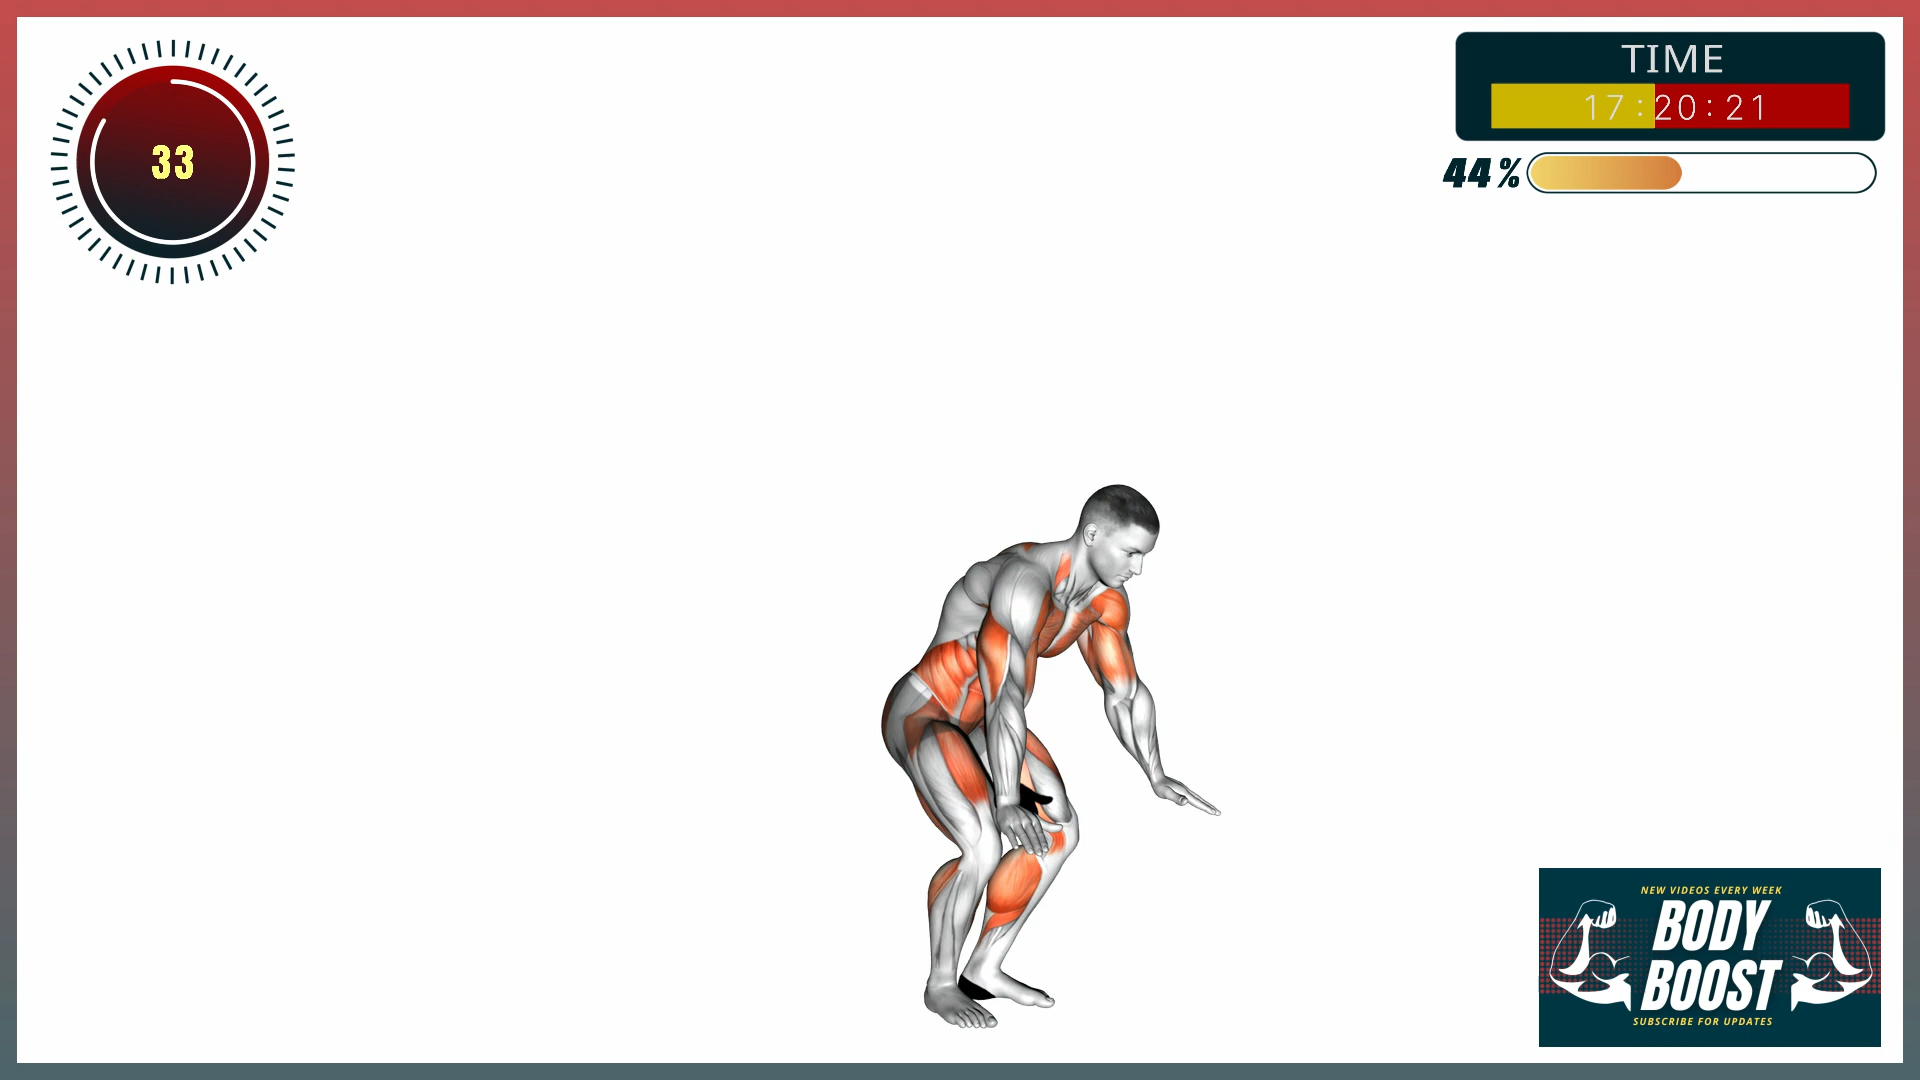 33
TIME
17:20:21
44%
NEW VIDEOS EVERY WEEK
BODY
BOOST
SUBSCRIBE FOR UPDATES